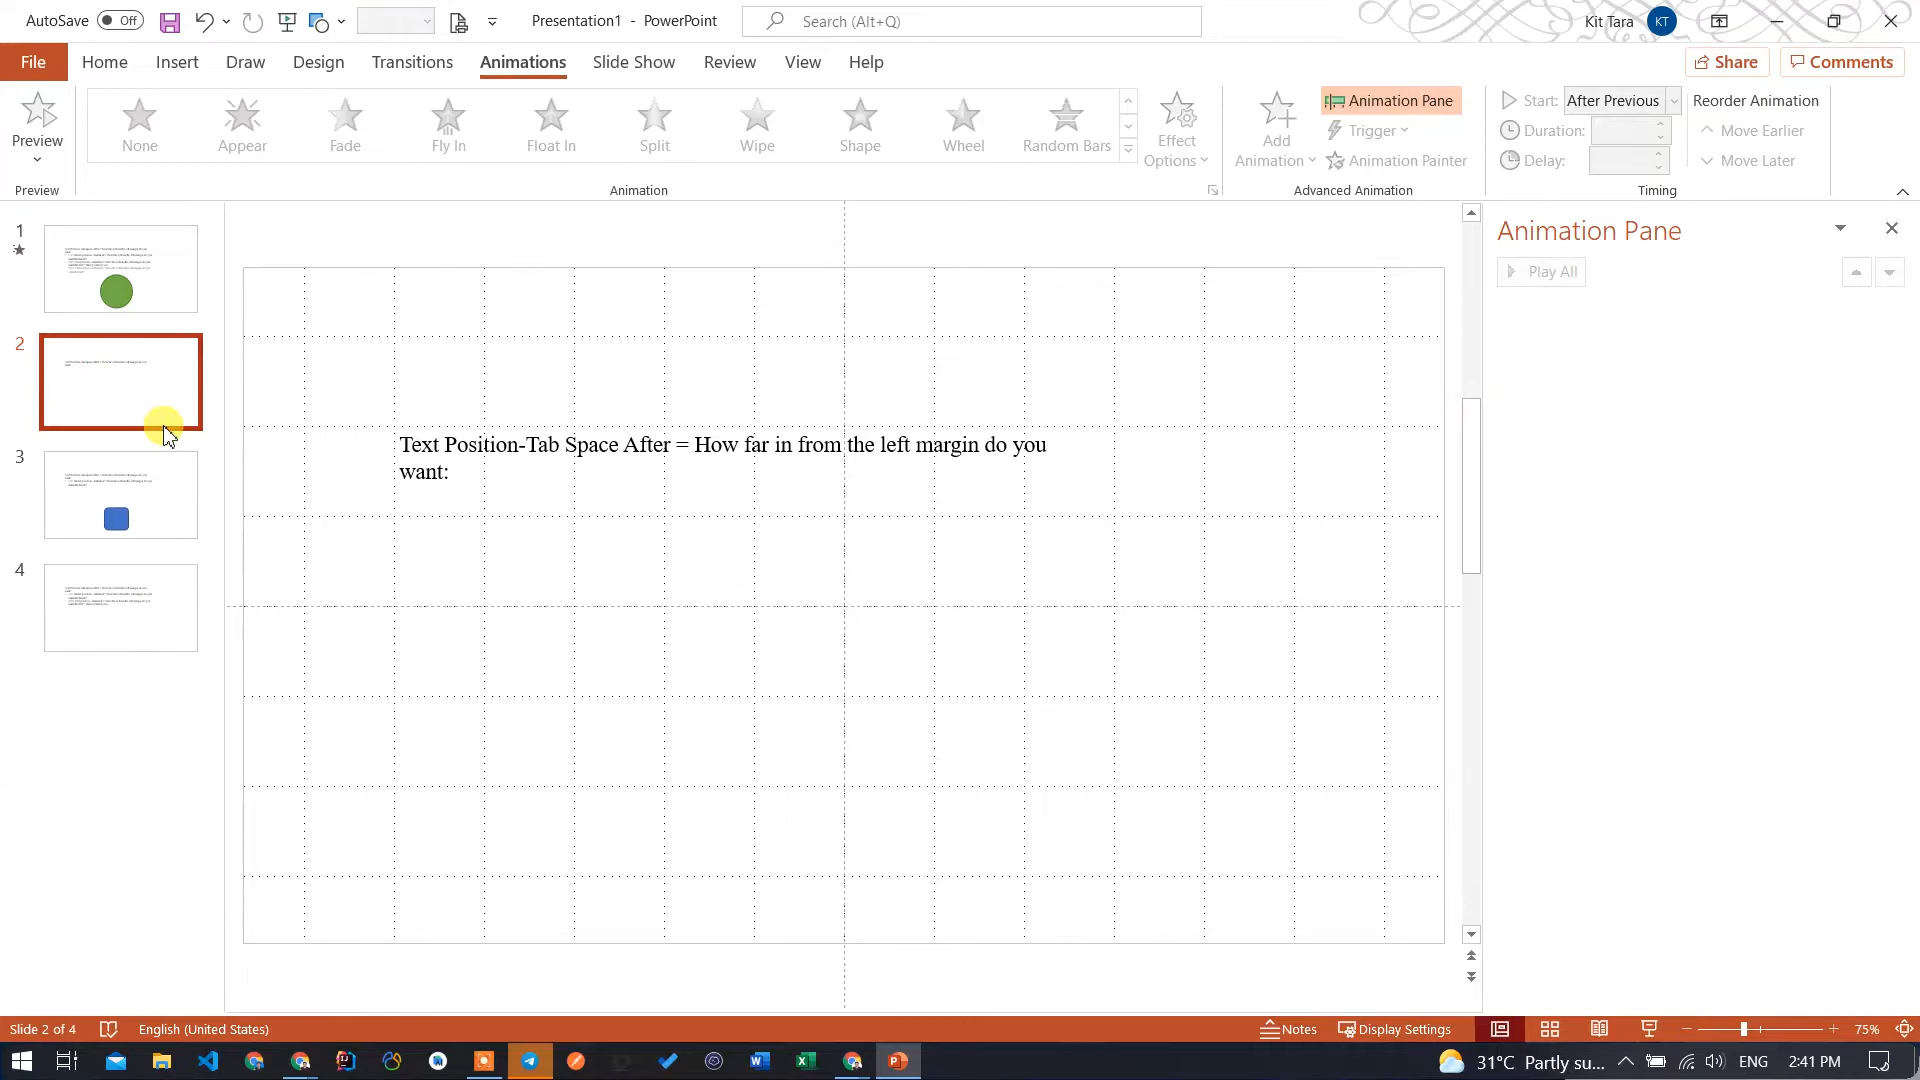 AutoSave Off Presentation1 - PowerPoint Search (Alt+Q) Kit Tara KT
File Home Insert Draw Design Transitions Animations Slide Show Review View Help Share Comments
Preview None Appear Fade Fly In Float In Split Wipe Shape Wheel Random Bars
Effect Options
Add Animation
Animation Pane
Trigger
Animation Painter
Start: After Previous
Duration:
Delay:
Reorder Animation
Move Earlier
Move Later
Preview Animation Advanced Animation Timing
1
2
3
4
Text Position-Tab Space After = How far in from the left margin do you
want:
Animation Pane
Play All
Slide 2 of 4 English (United States) Notes Display Settings 75%
31°C Partly su... ENG 2:41 PM